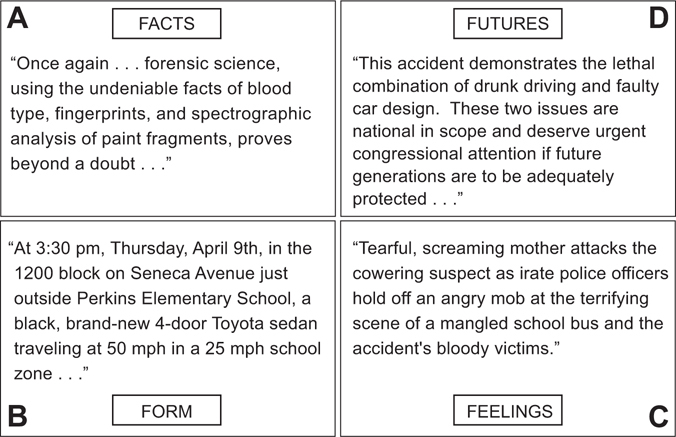 A
FACTS
“Once again . . . forensic science,
using the undeniable facts of blood
type, fingerprints, and spectrographic
analysis of paint fragments, proves
beyond a doubt . . .”
FUTURES
D
“This accident demonstrates the lethal
combination of drunk driving and faulty
car design.  These two issues are
national in scope and deserve urgent
congressional attention if future
generations are to be adequately
protected . . .”
“At 3:30 pm, Thursday, April 9th, in the
1200 block on Seneca Avenue just
outside Perkins Elementary School, a
black, brand-new 4-door Toyota sedan
traveling at 50 mph in a 25 mph school
zone . . .”
B
FORM
“Tearful, screaming mother attacks the
cowering suspect as irate police officers
hold off an angry mob at the terrifying
scene of a mangled school bus and the
accident's bloody victims.”
FEELINGS
C